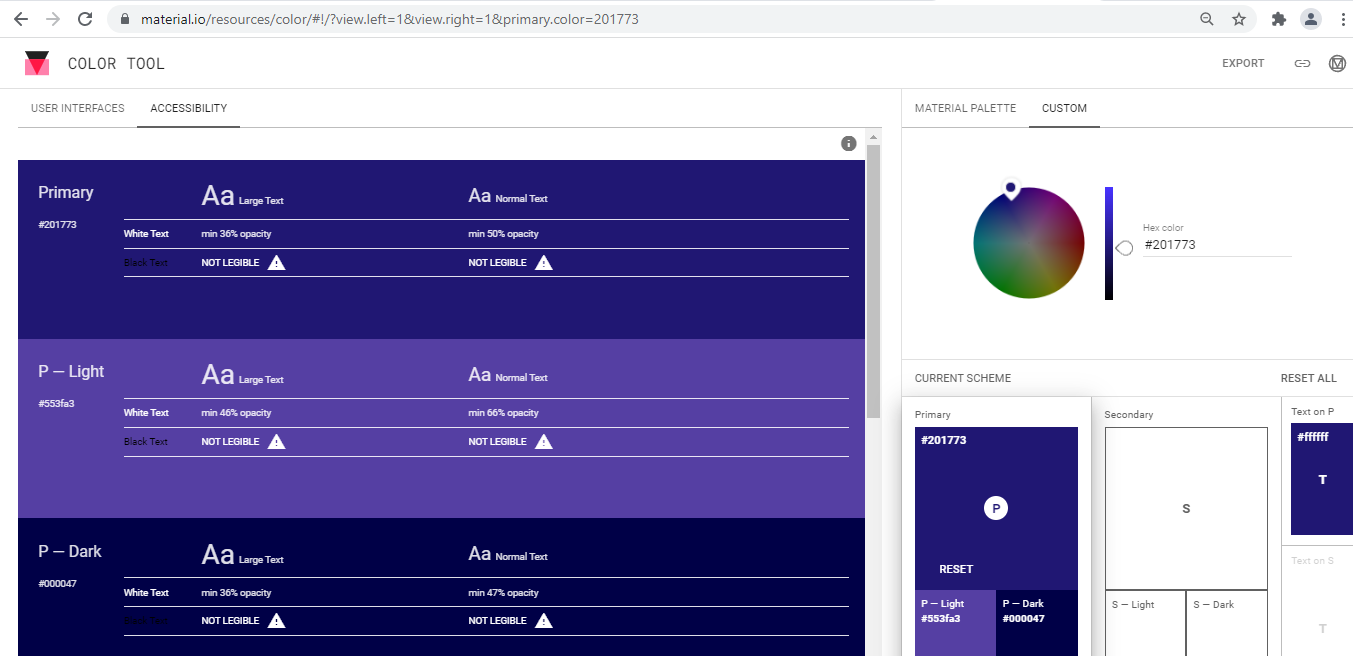 material.io/resources/color/#!/?view.left=1&view.right=1&primary.color=201773
COLOR TOOL
EXPORT
USER INTERFACES ACCESSIBILITY
Primary
#201773
Aa Large Text Aa Normal Text
White Text min 36% opacity min 50% opacity
Black Text NOT LEGIBLE NOT LEGIBLE
P — Light
#553fa3
Aa Large Text Aa Normal Text
White Text min 46% opacity min 66% opacity
Black Text NOT LEGIBLE NOT LEGIBLE
P — Dark
#000047
Aa Large Text Aa Normal Text
White Text min 36% opacity min 47% opacity
Black Text NOT LEGIBLE NOT LEGIBLE
MATERIAL PALETTE CUSTOM
Hex color
#201773
CURRENT SCHEME RESET ALL
Primary
#201773
P
RESET
P — Light
#553fa3
P — Dark
#000047
Secondary
S
S — Light
S — Dark
Text on P
#ffffff
T
Text on S
T